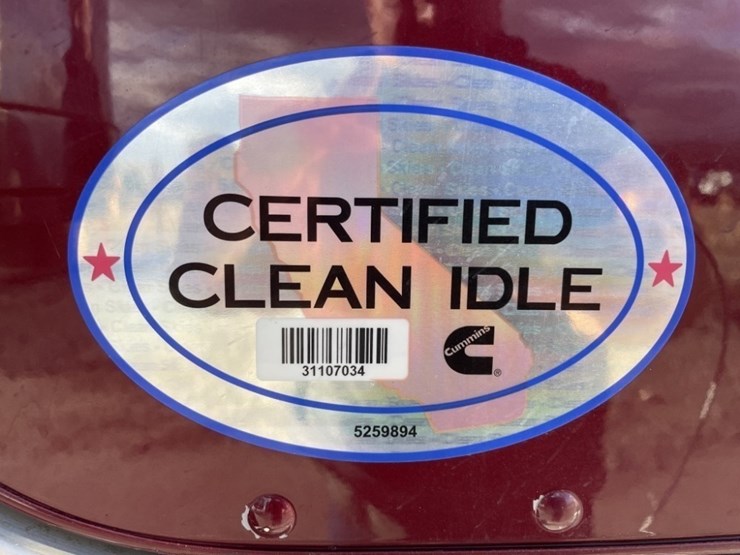 CERTIFIED
CLEAN IDLE
31107034
Cummins
®
5259894